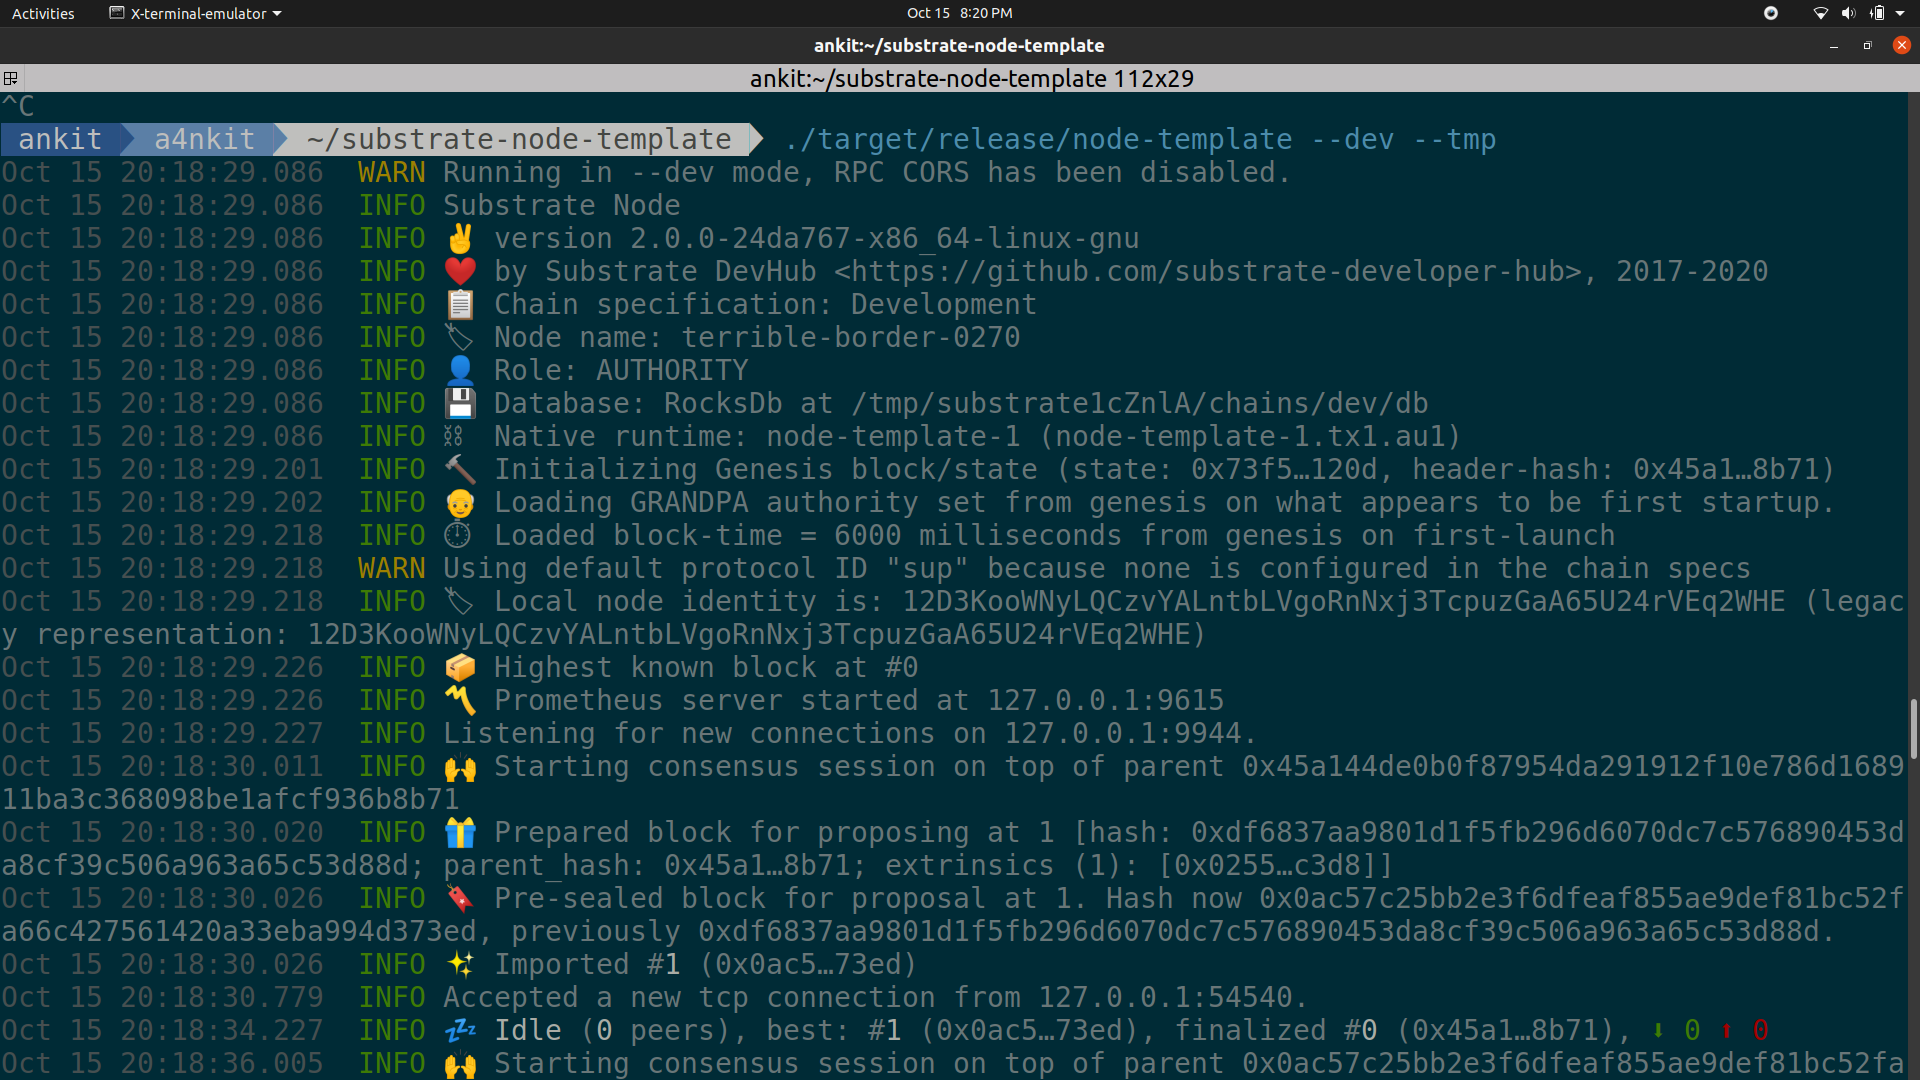 Activities X-terminal-emulator Oct 15 8:20 PM
ankit:~/substrate-node-template
ankit:~/substrate-node-template 112x29
^C
ankit a4nkit ~/substrate-node-template ./target/release/node-template --dev --tmp
Oct 15 20:18:29.086 WARN Running in --dev mode, RPC CORS has been disabled.
Oct 15 20:18:29.086 INFO Substrate Node
Oct 15 20:18:29.086 INFO ✌️ version 2.0.0-24da767-x86_64-linux-gnu
Oct 15 20:18:29.086 INFO ❤️ by Substrate DevHub <https://github.com/substrate-developer-hub>, 2017-2020
Oct 15 20:18:29.086 INFO 📋 Chain specification: Development
Oct 15 20:18:29.086 INFO 🏷 Node name: terrible-border-0270
Oct 15 20:18:29.086 INFO 👤 Role: AUTHORITY
Oct 15 20:18:29.086 INFO 💾 Database: RocksDb at /tmp/substrate1cZnlA/chains/dev/db
Oct 15 20:18:29.086 INFO ⛓ Native runtime: node-template-1 (node-template-1.tx1.au1)
Oct 15 20:18:29.201 INFO 🔨 Initializing Genesis block/state (state: 0x73f5…120d, header-hash: 0x45a1…8b71)
Oct 15 20:18:29.202 INFO 👴 Loading GRANDPA authority set from genesis on what appears to be first startup.
Oct 15 20:18:29.218 INFO ⏱ Loaded block-time = 6000 milliseconds from genesis on first-launch
Oct 15 20:18:29.218 WARN Using default protocol ID "sup" because none is configured in the chain specs
Oct 15 20:18:29.218 INFO 🏷 Local node identity is: 12D3KooWNyLQCzvYALntbLVgoRnNxj3TcpuzGaA65U24rVEq2WHE (legac
y representation: 12D3KooWNyLQCzvYALntbLVgoRnNxj3TcpuzGaA65U24rVEq2WHE)
Oct 15 20:18:29.226 INFO 📦 Highest known block at #0
Oct 15 20:18:29.226 INFO 〽️ Prometheus server started at 127.0.0.1:9615
Oct 15 20:18:29.227 INFO Listening for new connections on 127.0.0.1:9944.
Oct 15 20:18:30.011 INFO 🙌 Starting consensus session on top of parent 0x45a144de0b0f87954da291912f10e786d1689
11ba3c368098be1afcf936b8b71
Oct 15 20:18:30.020 INFO 🎁 Prepared block for proposing at 1 [hash: 0xdf6837aa9801d1f5fb296d6070dc7c576890453d
a8cf39c506a963a65c53d88d; parent_hash: 0x45a1…8b71; extrinsics (1): [0x0255…c3d8]]
Oct 15 20:18:30.026 INFO 🔖 Pre-sealed block for proposal at 1. Hash now 0x0ac57c25bb2e3f6dfeaf855ae9def81bc52f
a66c427561420a33eba994d373ed, previously 0xdf6837aa9801d1f5fb296d6070dc7c576890453da8cf39c506a963a65c53d88d.
Oct 15 20:18:30.026 INFO ✨ Imported #1 (0x0ac5…73ed)
Oct 15 20:18:30.779 INFO Accepted a new tcp connection from 127.0.0.1:54540.
Oct 15 20:18:34.227 INFO 💤 Idle (0 peers), best: #1 (0x0ac5…73ed), finalized #0 (0x45a1…8b71), ⬇ 0 ⬆ 0
Oct 15 20:18:36.005 INFO 🙌 Starting consensus session on top of parent 0x0ac57c25bb2e3f6dfeaf855ae9def81bc52fa